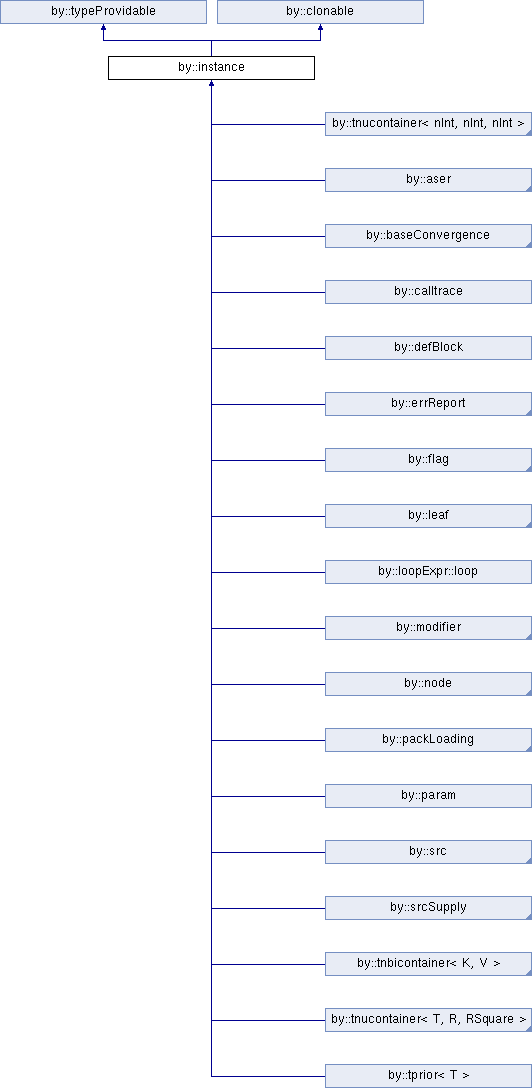 by::typeProvidable
by::clonable
by::instance
by::tnucontainer< nInt, nInt, nInt >
by::aser
by::baseConvergence
by::calltrace
by::defBlock
by::errReport
by::flag
by::leaf
by::loopExpr::loop
by::modifier
by::node
by::packLoading
by::param
by::src
by::srcSupply
by::tnbicontainer< K, V >
by::tnucontainer< T, R, RSquare >
by::tprior< T >